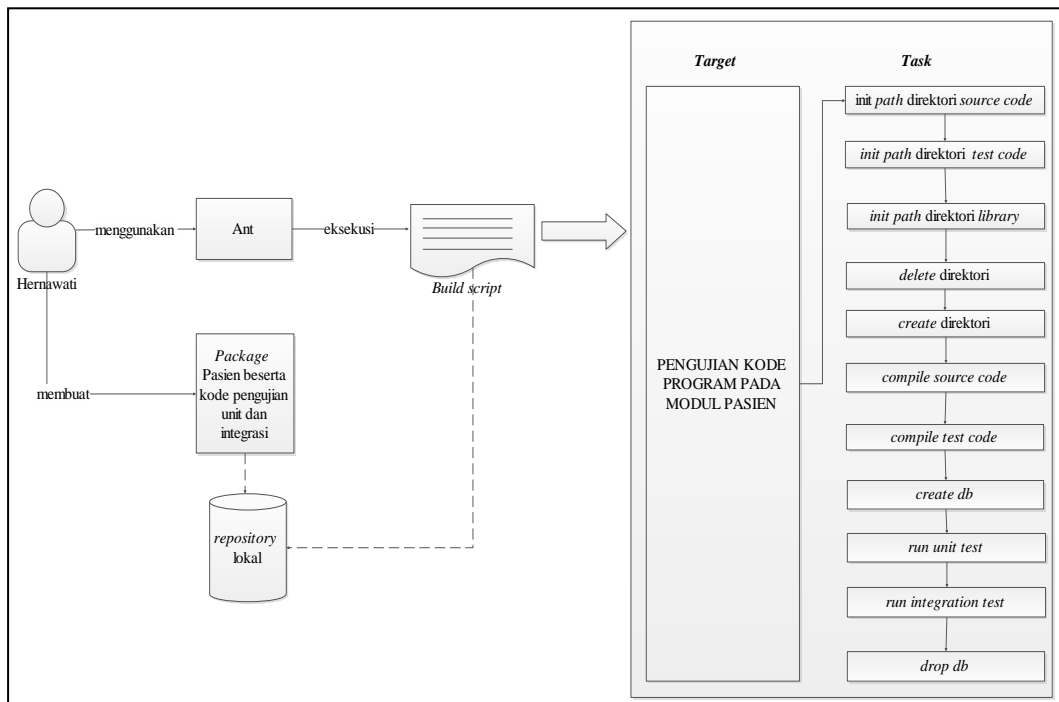 Hernawati
menggunakan
Ant
eksekusi
Build script
membuat
Package
Pasien beserta
kode pengujian
unit dan
integrasi
repository
lokal
Target
PENGUJIAN KODE
PROGRAM PADA
MODUL PASIEN
Task
init path direktori source code
init path direktori test code
init path direktori library
delete direktori
create direktori
compile source code
compile test code
create db
run unit test
run integration test
drop db